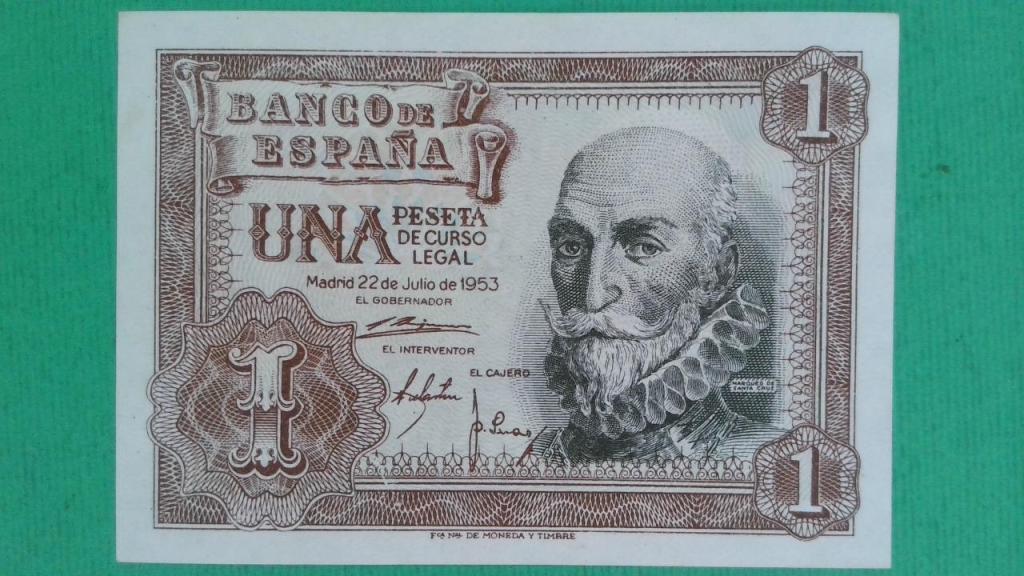 BANCO DE
ESPAÑA
UNA PESETA
DE CURSO
LEGAL
Madrid 22 de Julio de 1953
EL GOBERNADOR
EL INTERVENTOR
EL CAJERO
MARQUES DE
SANTA CRUZ
1
1
1
Fca. Nal. DE MONEDA Y TIMBRE